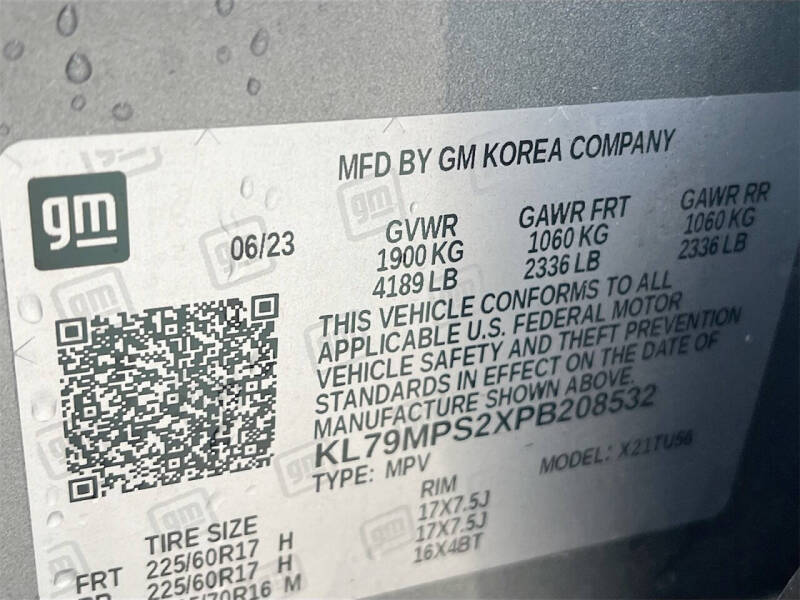 MFD BY GM KOREA COMPANY
gm
06/23
GVWR GAWR FRT GAWR RR
1900 KG 1060 KG 1060 KG
4189 LB 2336 LB 2336 LB
THIS VEHICLE CONFORMS TO ALL
APPLICABLE U.S. FEDERAL MOTOR
VEHICLE SAFETY AND THEFT PREVENTION
STANDARDS IN EFFECT ON THE DATE OF
MANUFACTURE SHOWN ABOVE.
KL79MPS2XPB208532
TYPE: MPV MODEL: X21TU56
TIRE SIZE RIM
FRT 225/60R17 H 17X7.5J
225/60R17 H 17X7.5J
70R16 M 16X4BT